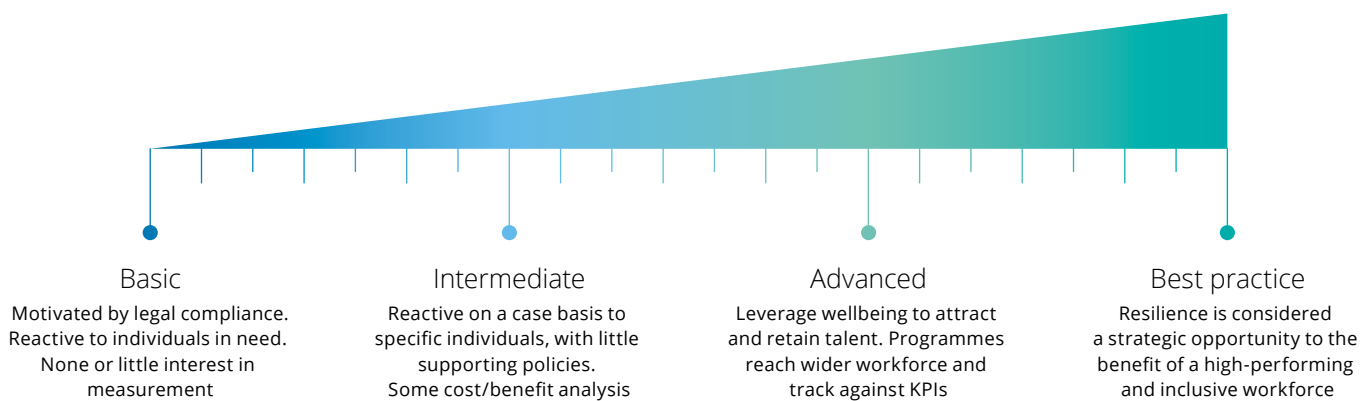 Basic
Motivated by legal compliance.
Reactive to individuals in need.
None or little interest in
measurement
Intermediate
Reactive on a case basis to
specific individuals, with little
supporting policies.
Some cost/benefit analysis
Advanced
Leverage wellbeing to attract
and retain talent. Programmes
reach wider workforce and
track against KPIs
Best practice
Resilience is considered
a strategic opportunity to the
benefit of a high-performing
and inclusive workforce